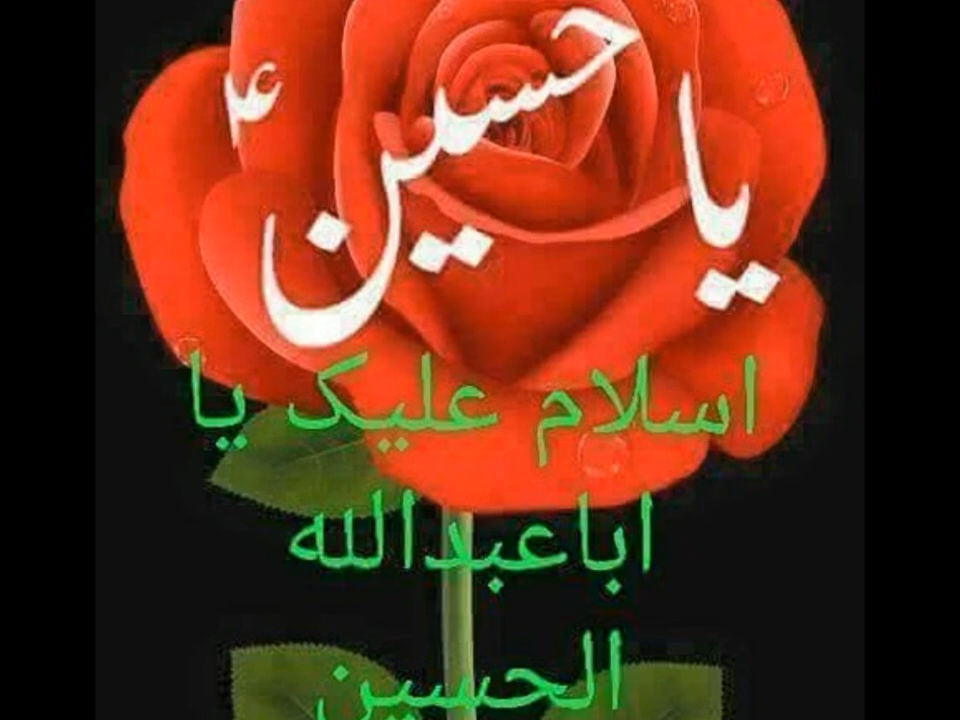 یا حسین ع
اسلام علیک یا
اباعبدالله
الحسین